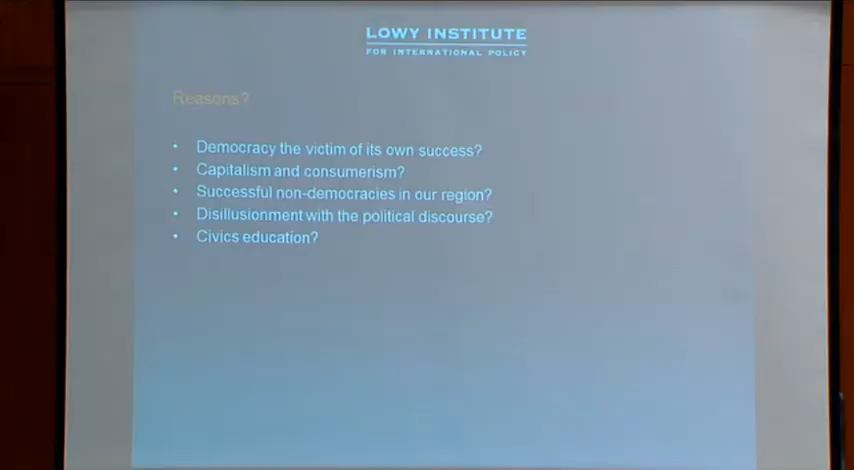 LOWY INSTITUTE
FOR INTERNATIONAL POLICY
Reasons?
• Democracy the victim of its own success?
• Capitalism and consumerism?
• Successful non-democracies in our region?
• Disillusionment with the political discourse?
• Civics education?